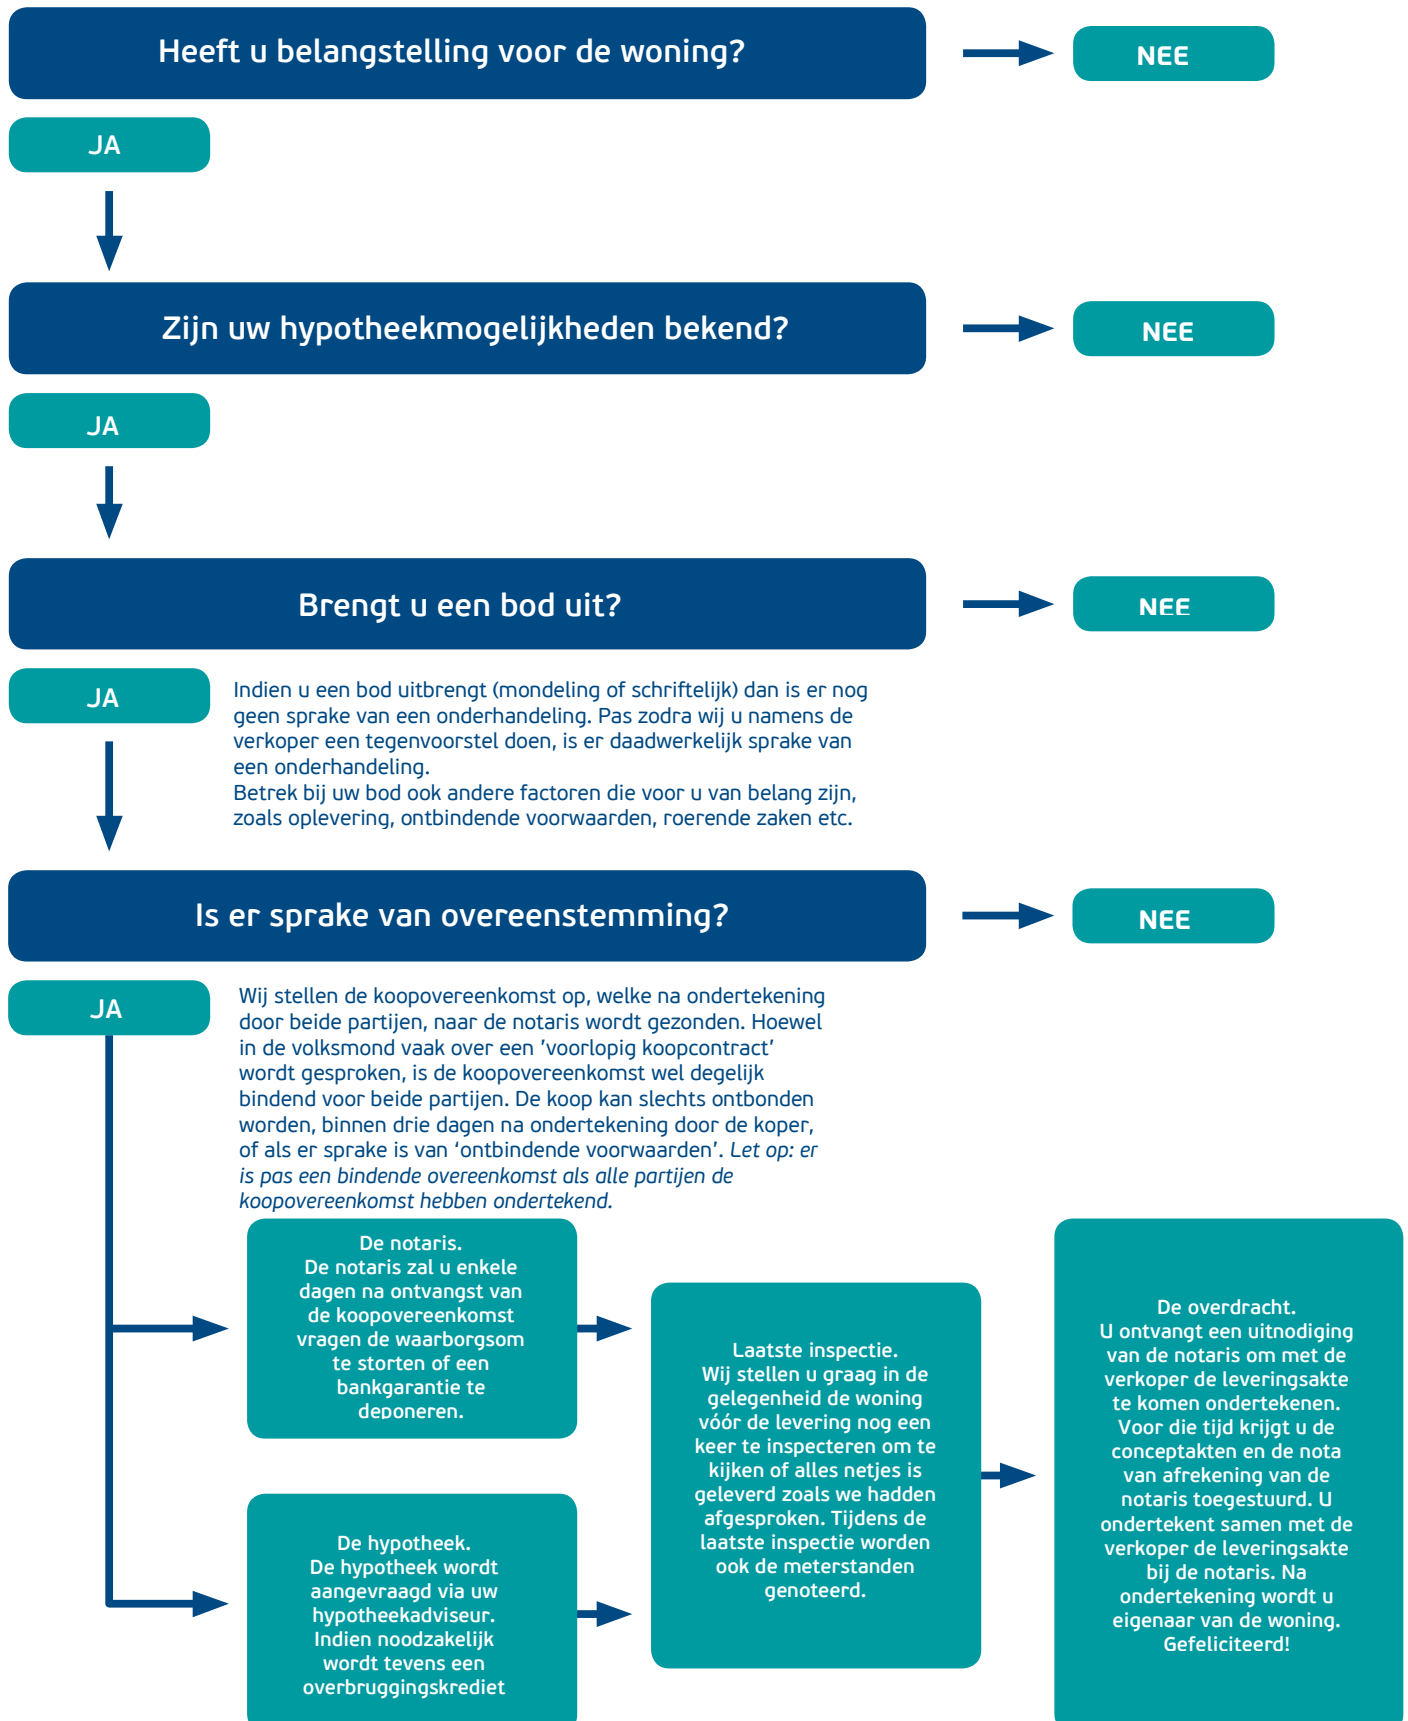 Heeft u belangstelling voor de woning?
NEE
JA
Zijn uw hypotheekmogelijkheden bekend?
NEE
JA
Brengt u een bod uit?
NEE
JA
Indien u een bod uitbrengt (mondeling of schriftelijk) dan is er nog
geen sprake van een onderhandeling. Pas zodra wij u namens de
verkoper een tegenvoorstel doen, is er daadwerkelijk sprake van
een onderhandeling.
Betrek bij uw bod ook andere factoren die voor u van belang zijn,
zoals oplevering, ontbindende voorwaarden, roerende zaken etc.
Is er sprake van overeenstemming?
NEE
JA
Wij stellen de koopovereenkomst op, welke na ondertekening
door beide partijen, naar de notaris wordt gezonden. Hoewel
in de volksmond vaak over een ’voorlopig koopcontract’
wordt gesproken, is de koopovereenkomst wel degelijk
bindend voor beide partijen. De koop kan slechts ontbonden
worden, binnen drie dagen na ondertekening door de koper,
of als er sprake is van ‘ontbindende voorwaarden’. Let op: er
is pas een bindende overeenkomst als alle partijen de
koopovereenkomst hebben ondertekend.
De notaris.
De notaris zal u enkele
dagen na ontvangst van
de koopovereenkomst
vragen de waarborgsom
te storten of een
bankgarantie te
deponeren.
De hypotheek.
De hypotheek wordt
aangevraagd via uw
hypotheekadviseur.
Indien noodzakelijk
wordt tevens een
overbruggingskrediet
Laatste inspectie.
Wij stellen u graag in de
gelegenheid de woning
vóór de levering nog een
keer te inspecteren om te
kijken of alles netjes is
geleverd zoals we hadden
afgesproken. Tijdens de
laatste inspectie worden
ook de meterstanden
genoteerd.
De overdracht.
U ontvangt een uitnodiging
van de notaris om met de
verkoper de leveringsakte
te komen ondertekenen.
Voor die tijd krijgt u de
conceptakten en de nota
van afrekening van de
notaris toegestuurd. U
ondertekent samen met de
verkoper de leveringsakte
bij de notaris. Na
ondertekening wordt u
eigenaar van de woning.
Gefeliciteerd!